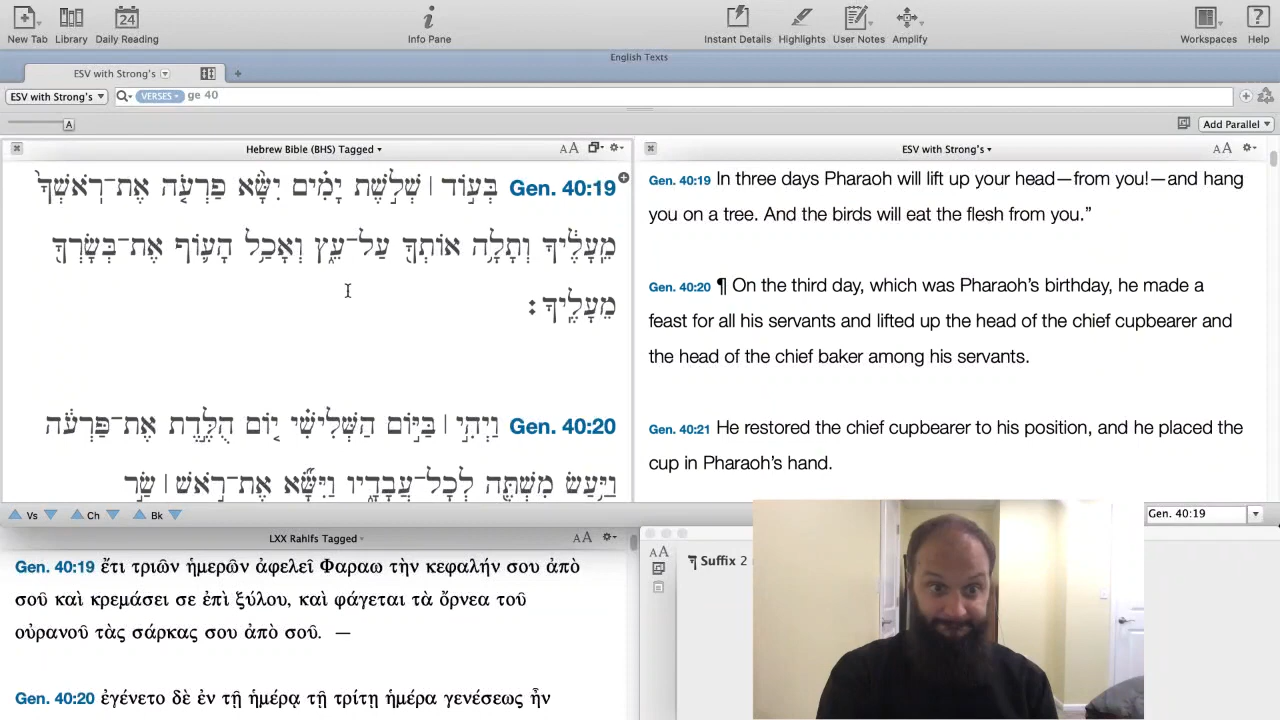 New Tab Library Daily Reading Info Pane Instant Details Highlights User Notes Amplify Workspaces Help
24
English Texts
ESV with Strong's
ESV with Strong's VERSES ge 40
A Add Parallel
Hebrew Bible (BHS) Tagged AA
Gen. 40:19 בְּע֣וֹד ׀ שְׁלֹ֣שֶׁת יָמִ֗ים יִשָּׂ֨א פַרְעֹ֤ה אֶת־רֹֽאשְׁךָ֙
מֵֽעָלֶ֔יךָ וְתָלָ֥ה אוֹתְךָ֖ עַל־עֵ֑ץ וְאָכַ֥ל הָע֛וֹף אֶת־בְּשָׂרְךָ֖
מֵעָלֶֽיךָ׃
Gen. 40:20 וַיְהִ֣י ׀ בַּיּ֣וֹם הַשְּׁלִישִׁ֗י י֚וֹם הֻלֶּ֣דֶת אֶת־פַּרְעֹ֔ה
וַיַּ֥עַשׂ מִשְׁתֶּ֖ה לְכָל־עֲבָדָ֑יו וַיִּשָּׂ֞א אֶת־רֹ֣אשׁ ׀ שַׂ֣ר
ESV with Strong's AA
Gen. 40:19 In three days Pharaoh will lift up your head—from you!—and hang
you on a tree. And the birds will eat the flesh from you.”
Gen. 40:20 ¶ On the third day, which was Pharaoh’s birthday, he made a
feast for all his servants and lifted up the head of the chief cupbearer and
the head of the chief baker among his servants.
Gen. 40:21 He restored the chief cupbearer to his position, and he placed the
cup in Pharaoh’s hand.
Vs Ch Bk Gen. 40:19
LXX Rahlfs Tagged AA
Gen. 40:19 ἔτι τριῶν ἡμερῶν ἀφελεῖ Φαραω τὴν κεφαλήν σου ἀπὸ
σοῦ καὶ κρεμάσει σε ἐπὶ ξύλου, καὶ φάγεται τὰ ὄρνεα τοῦ
οὐρανοῦ τὰς σάρκας σου ἀπὸ σοῦ. —
Gen. 40:20 ἐγένετο δὲ ἐν τῇ ἡμέρᾳ τῇ τρίτῃ ἡμέρα γενέσεως ἦν
AA
Suffix 2